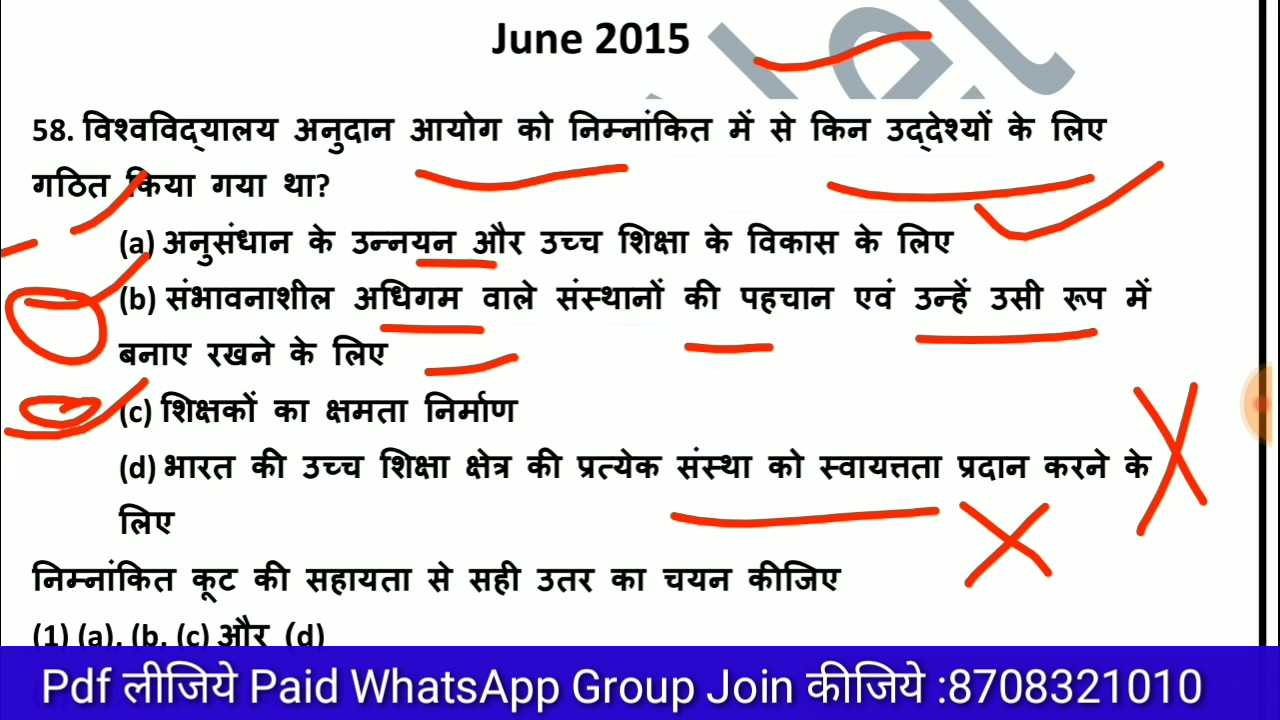 June 2015
58. विश्वविद्यालय अनुदान आयोग को निम्नांकित में से किन उद्देश्यों के लिए
गठित किया गया था?
(a) अनुसंधान के उन्नयन और उच्च शिक्षा के विकास के लिए
(b) संभावनाशील अधिगम वाले संस्थानों की पहचान एवं उन्हें उसी रूप में
बनाए रखने के लिए
(c) शिक्षकों का क्षमता निर्माण
(d) भारत की उच्च शिक्षा क्षेत्र की प्रत्येक संस्था को स्वायत्तता प्रदान करने के
लिए
निम्नांकित कूट की सहायता से सही उतर का चयन कीजिए
(1) (a), (b, (c) और (d)
Pdf लीजिये Paid WhatsApp Group Join कीजिये :8708321010